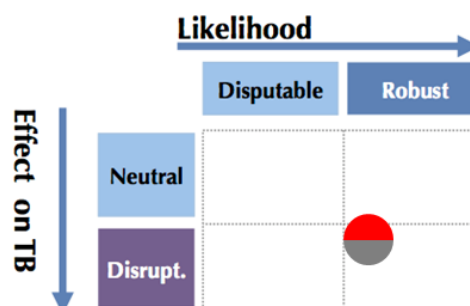 Likelihood
Disputable
Robust
Effect on TB
Neutral
Disrupt.